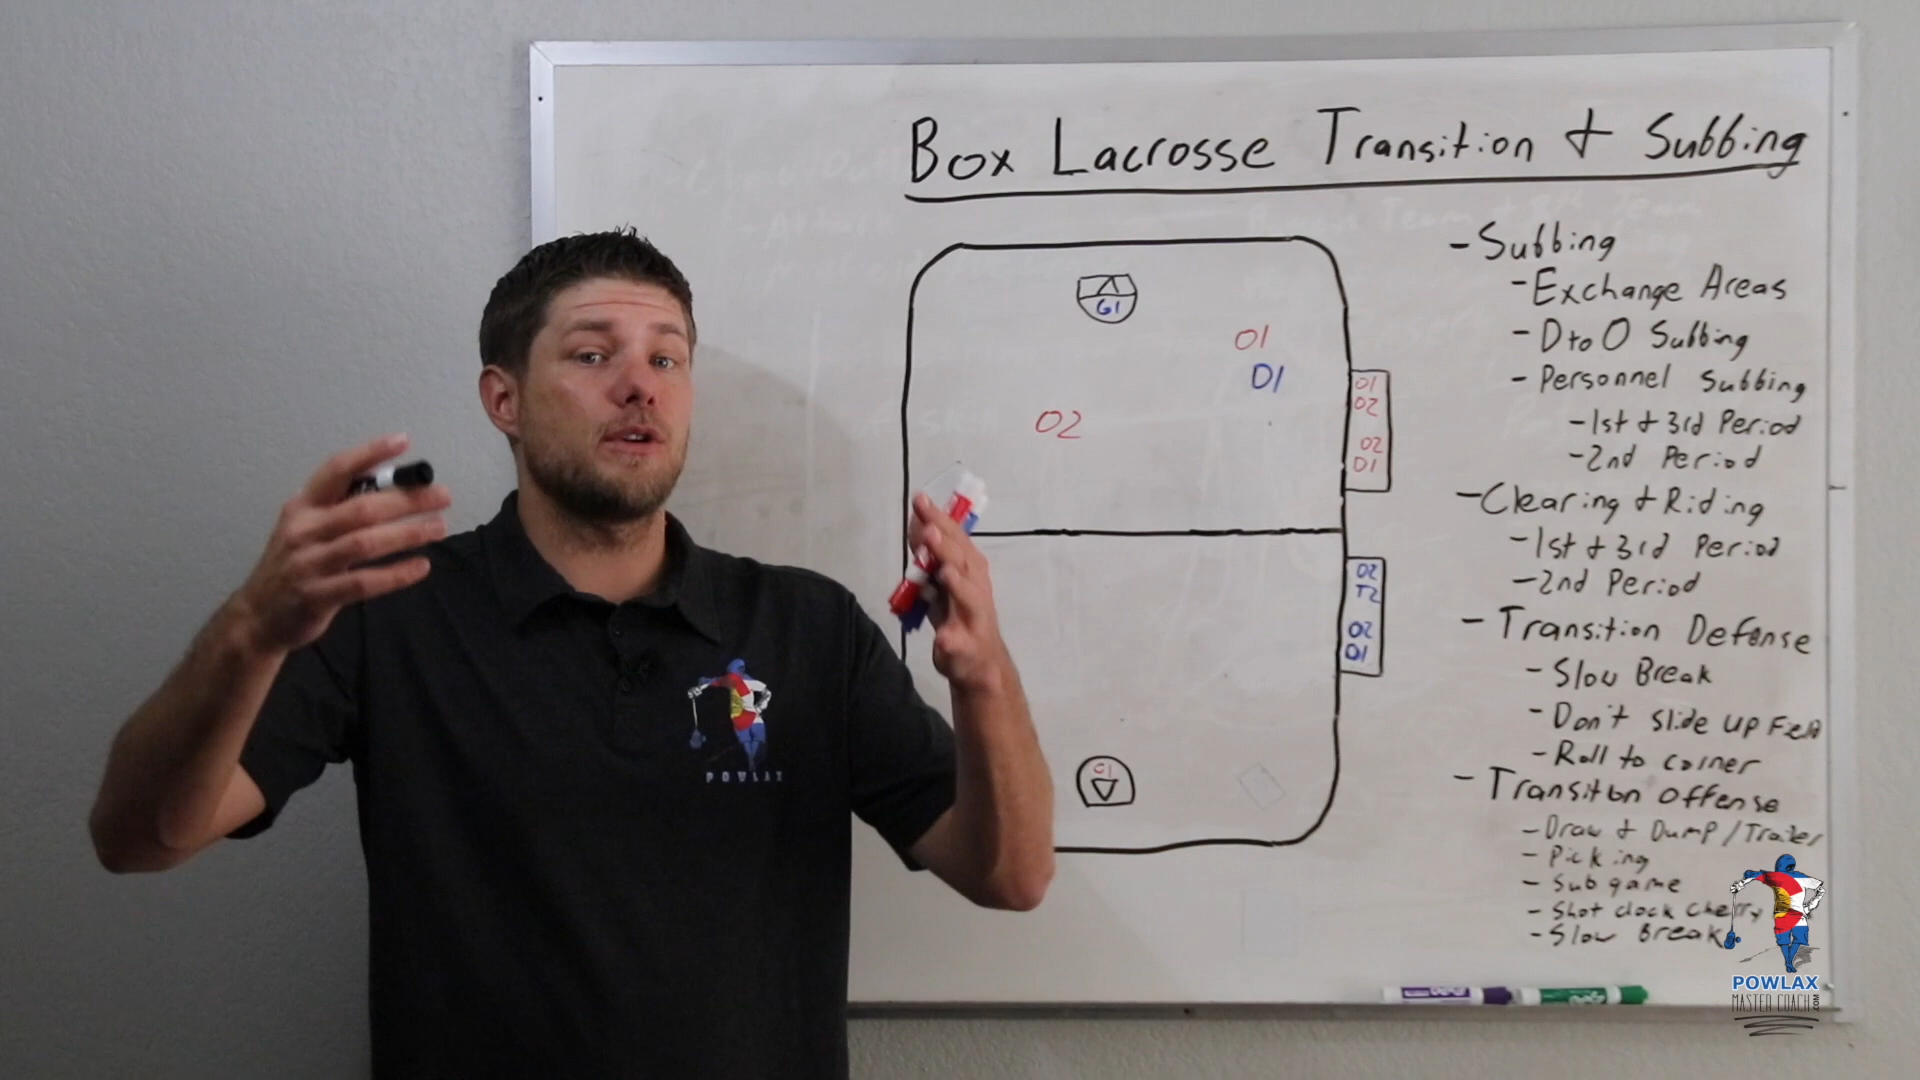 Box Lacrosse Transition & Subbing
- Subbing
- Exchange Areas
- D to O Subbing
- Personnel Subbing
- 1st & 3rd Period
- 2nd Period
- Clearing & Riding
- 1st & 3rd Period
- 2nd Period
- Transition Defense
- Slow Break
- Don't slide up Field
- Roll to corner
- Transition offense
- Draw & Dump/Trailer
- Picking
- Sub game
- Shot clock Cherry
- Slow Break
G1
O1
D1
O2
O1
O2
O2
D1
O2
T2
O2
D1
G1
POWLAX
POWLAX
MASTER COACH.COM
EXPO